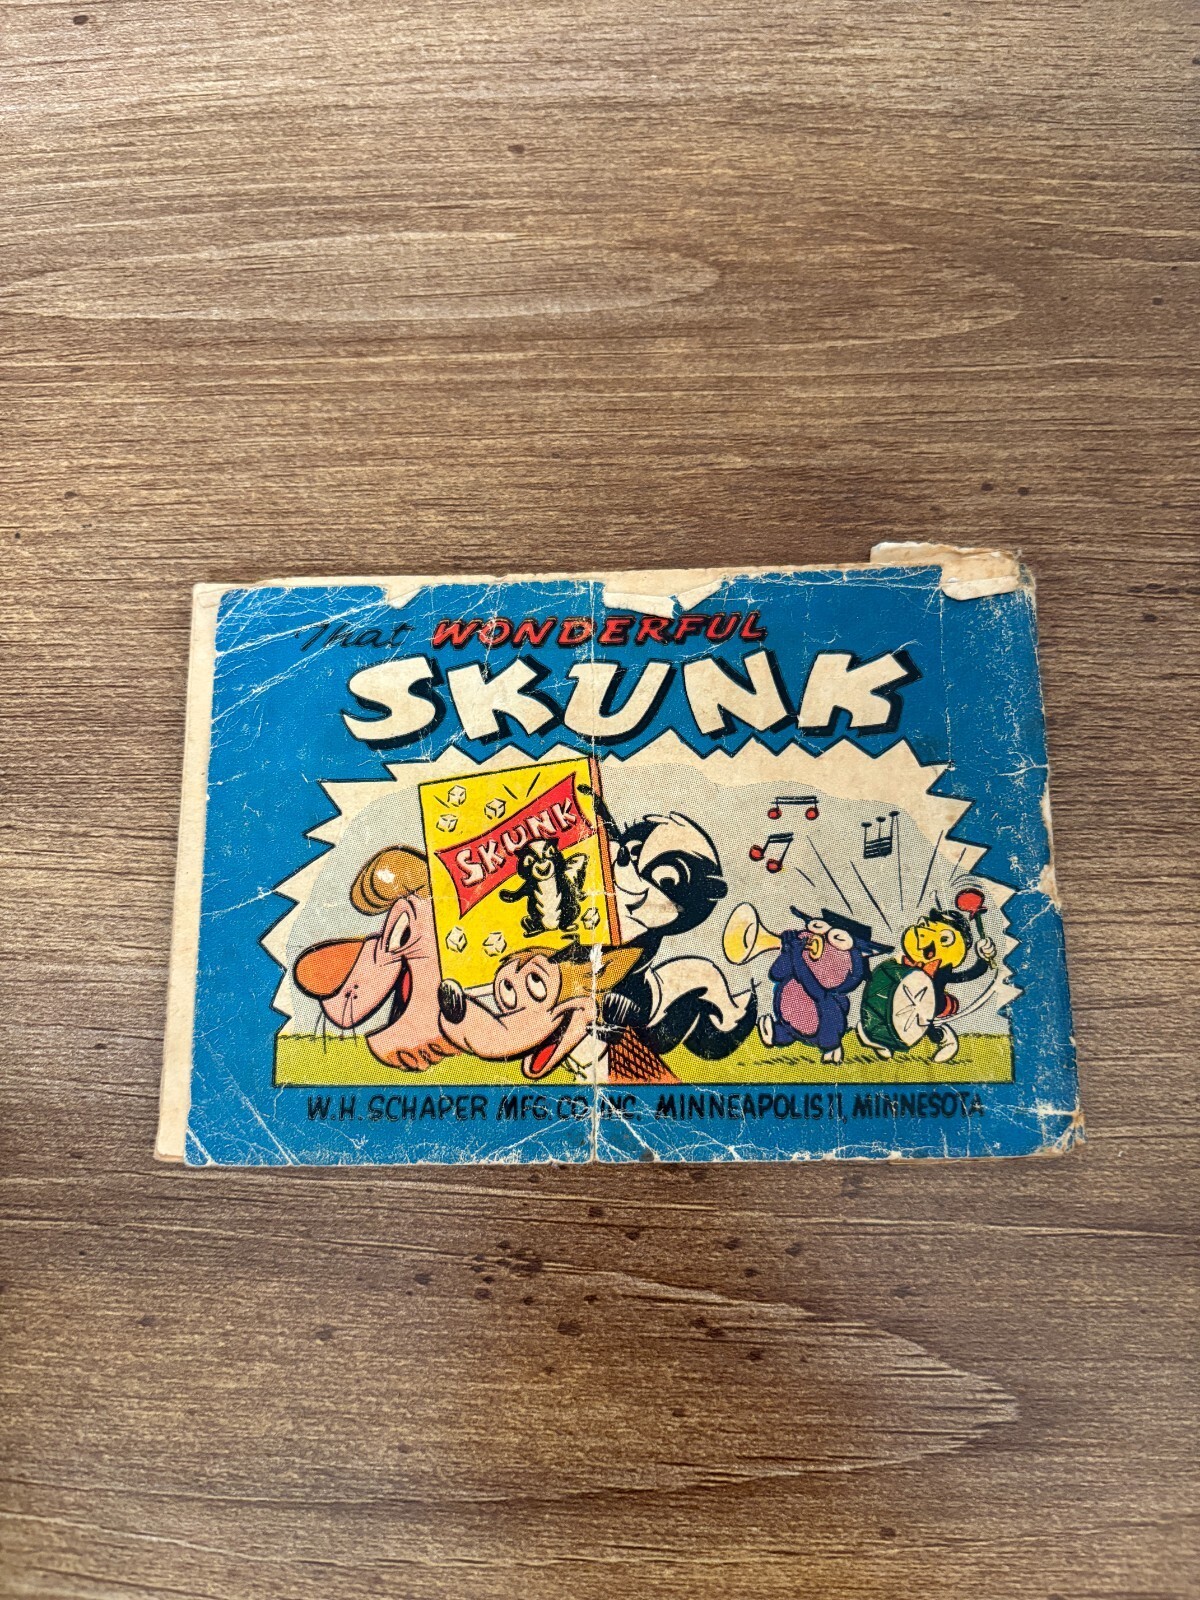 That WONDERFUL
SKUNK
SKUNK
W.H. SCHAPER MFG. CO. INC. MINNEAPOLIS 11, MINNESOTA